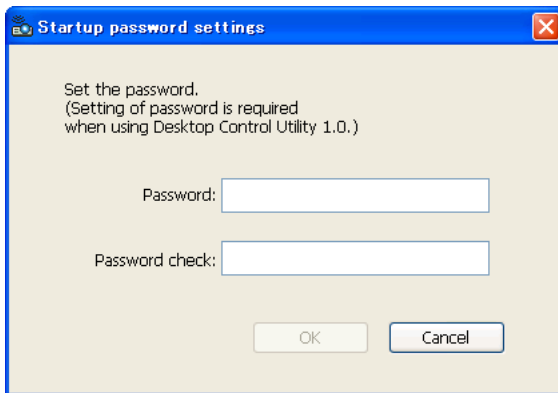 Startup password settings
Set the password.
(Setting of password is required
when using Desktop Control Utility 1.0.)
Password:
Password check:
OK
Cancel